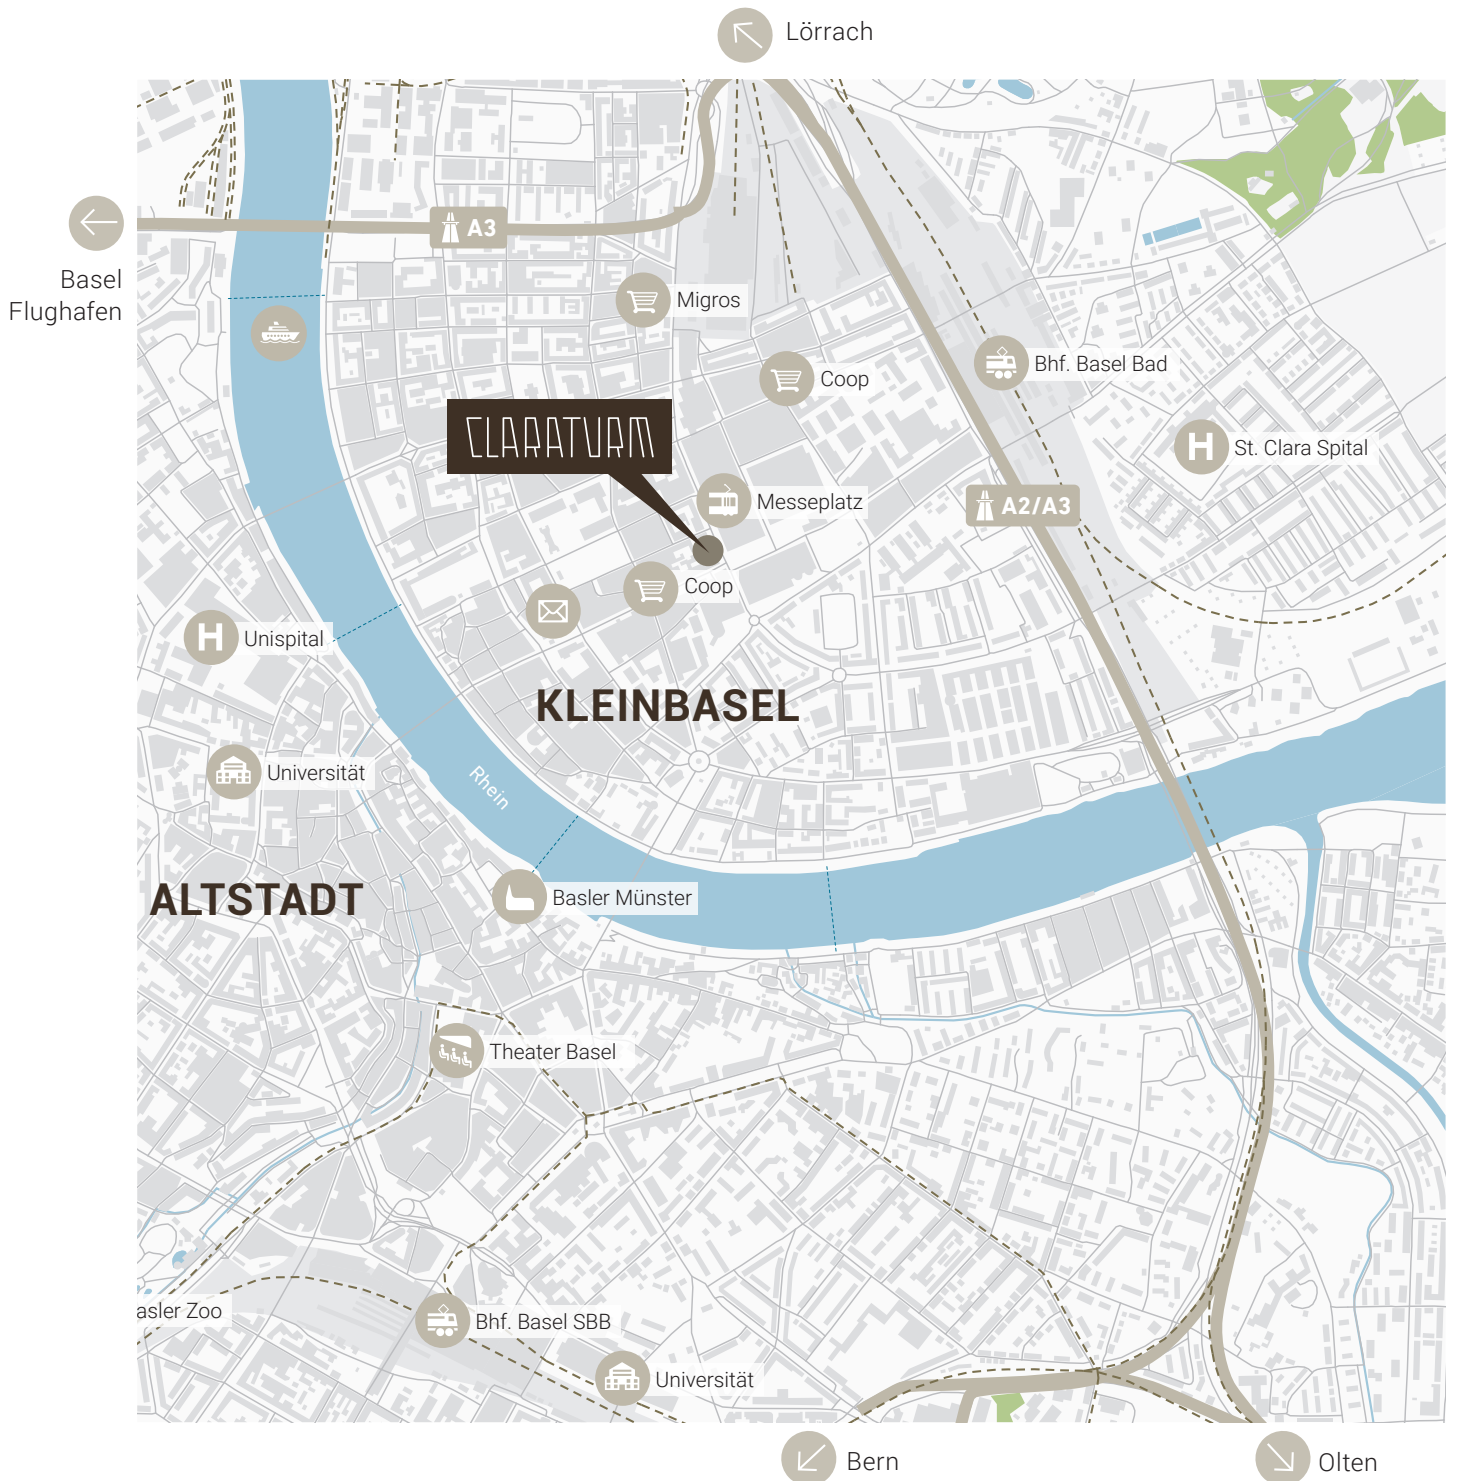 Lörrach
A3
Basel
Flughafen
Migros
Coop
Bhf. Basel Bad
CLARATURM
H
St. Clara Spital
Messeplatz
A2/A3
Coop
H
Unispital
KLEINBASEL
Universität
Rhein
ALTSTADT
Basler Münster
Theater Basel
asler Zoo
Bhf. Basel SBB
Universität
Bern
Olten